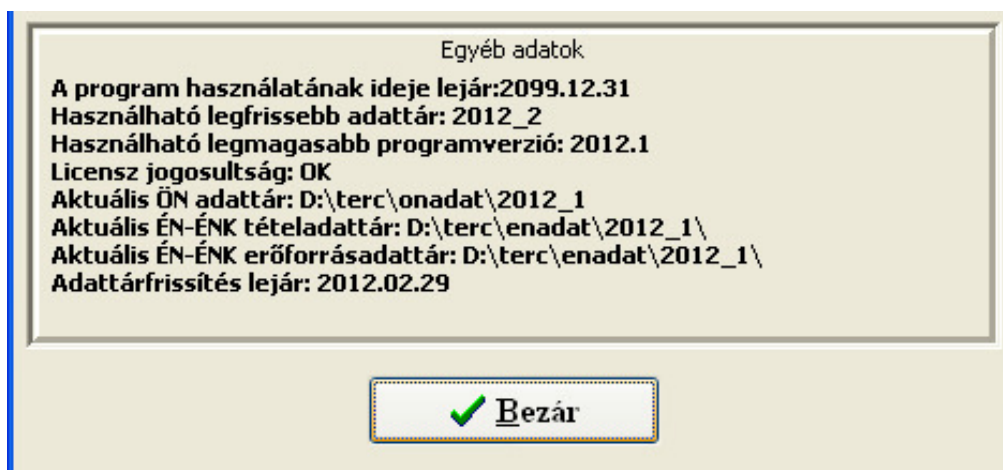 Egyéb adatok
A program használatának ideje lejár:2099.12.31
Használható legfrissebb adattár: 2012_2
Használható legmagasabb programverzió: 2012.1
Licensz jogosultság: OK
Aktuális ÖN adattár: D:\terc\onadat\2012_1
Aktuális ÉN-ÉNK tételadattár: D:\terc\enadat\2012_1\
Aktuális ÉN-ÉNK erőforrásadattár: D:\terc\enadat\2012_1\
Adattárfrissítés lejár: 2012.02.29
Bezár